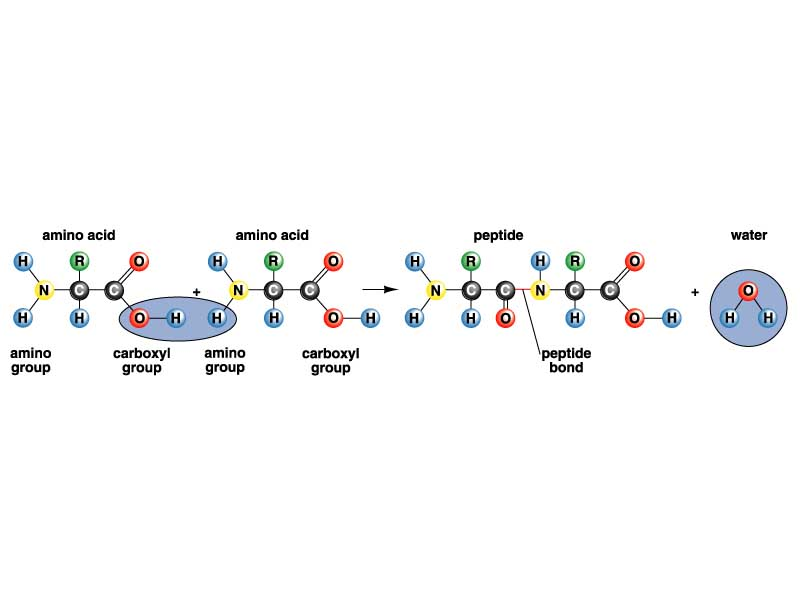 amino acid amino acid peptide water
H R O H R O H R H R O
N C C + N C C N C C N C C + O
H H O H H H O H H H O H O H H H
amino group carboxyl group amino group carboxyl group peptide bond